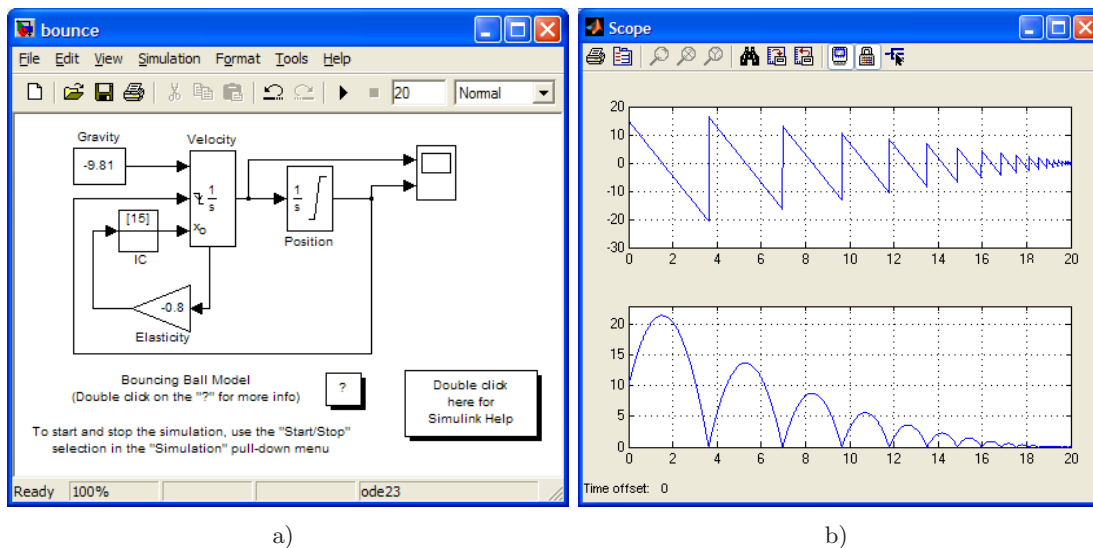 bounce
File Edit View Simulation Format Tools Help
20 Normal
Gravity
-9.81
Velocity
1
s
x0
[15]
IC
1
s
Position
-0.8
Elasticity
Bouncing Ball Model
(Double click on the "?" for more info)
?
Double click
here for
Simulink Help
To start and stop the simulation, use the "Start/Stop"
selection in the "Simulation" pull-down menu
Ready 100% ode23
a)
Scope
20
10
0
-10
-20
-30
0 2 4 6 8 10 12 14 16 18 20
20
15
10
5
0
0 2 4 6 8 10 12 14 16 18 20
Time offset: 0
b)